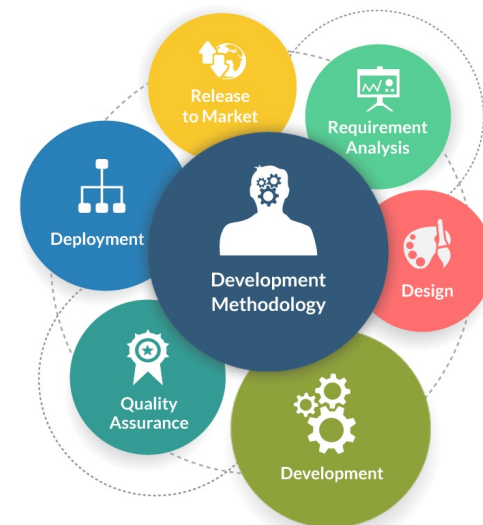 Release
to Market
Requirement
Analysis
Deployment
Development
Methodology
Design
Quality
Assurance
Development